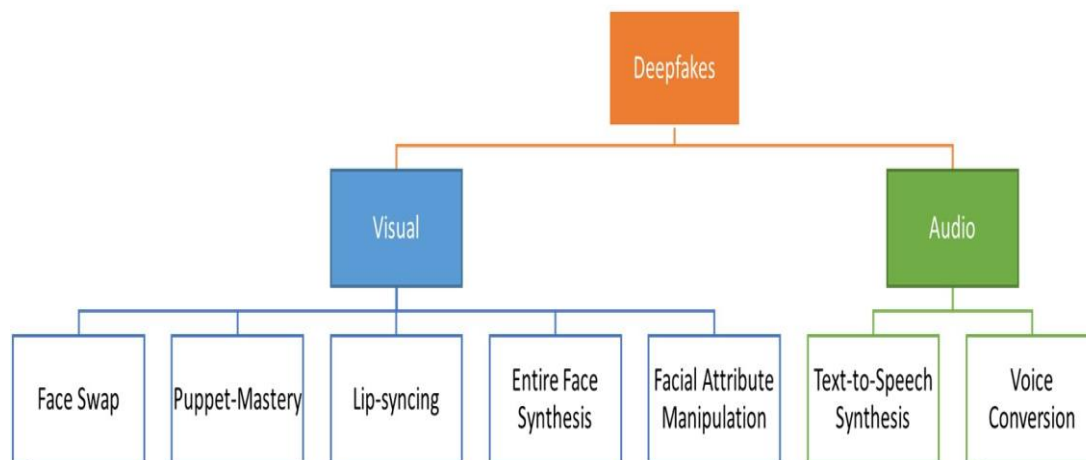 Deepfakes
Visual
Audio
Face Swap
Puppet-Mastery
Lip-syncing
Entire Face
Synthesis
Facial Attribute
Manipulation
Text-to-Speech
Synthesis
Voice
Conversion